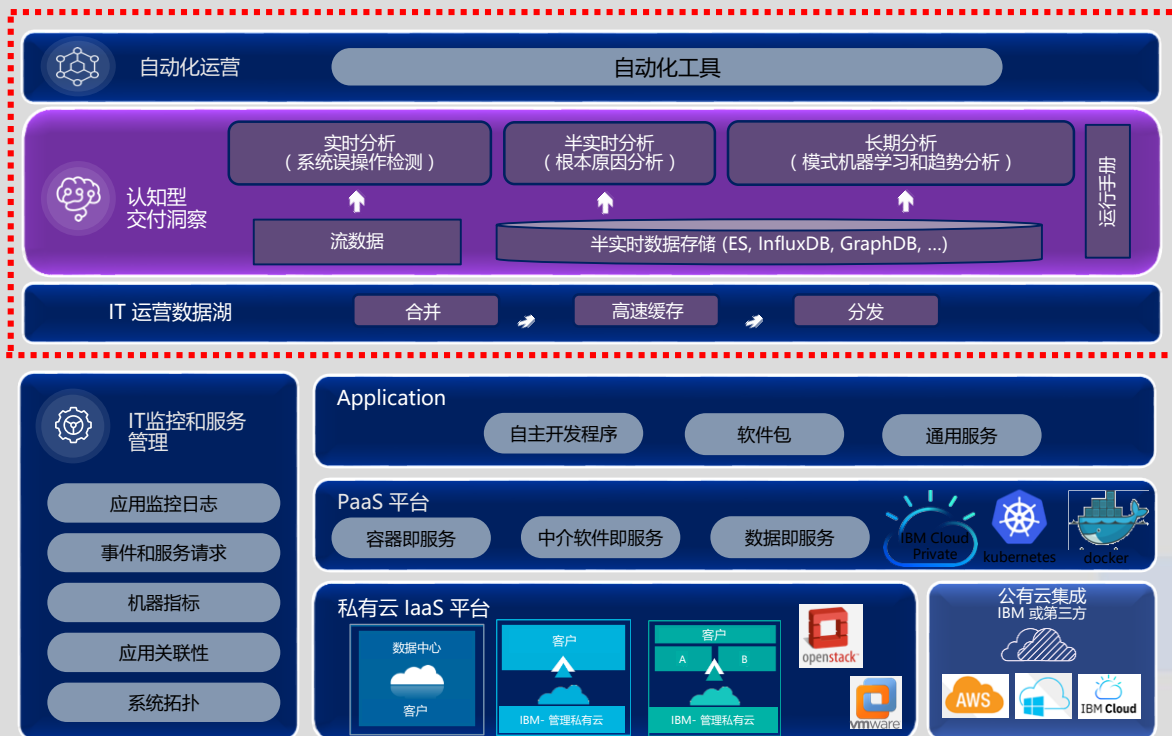 自动化运营
自动化工具
认知型
交付洞察
实时分析
（系统误操作检测）
半实时分析
（根本原因分析）
长期分析
（模式机器学习和趋势分析）
运行手册
流数据
半实时数据存储 (ES, InfluxDB, GraphDB, ...)
IT 运营数据湖
合并
高速缓存
分发
IT监控和服务
管理
应用监控日志
事件和服务请求
机器指标
应用关联性
系统拓扑
Application
自主开发程序
软件包
通用服务
PaaS 平台
容器即服务
中介软件即服务
数据即服务
IBM Cloud
Private
kubernetes
docker
私有云 IaaS 平台
数据中心
客户
客户
IBM- 管理私有云
客户
A
B
IBM- 管理私有云
openstack
vmware
公有云集成
IBM 或第三方
AWS
IBM Cloud